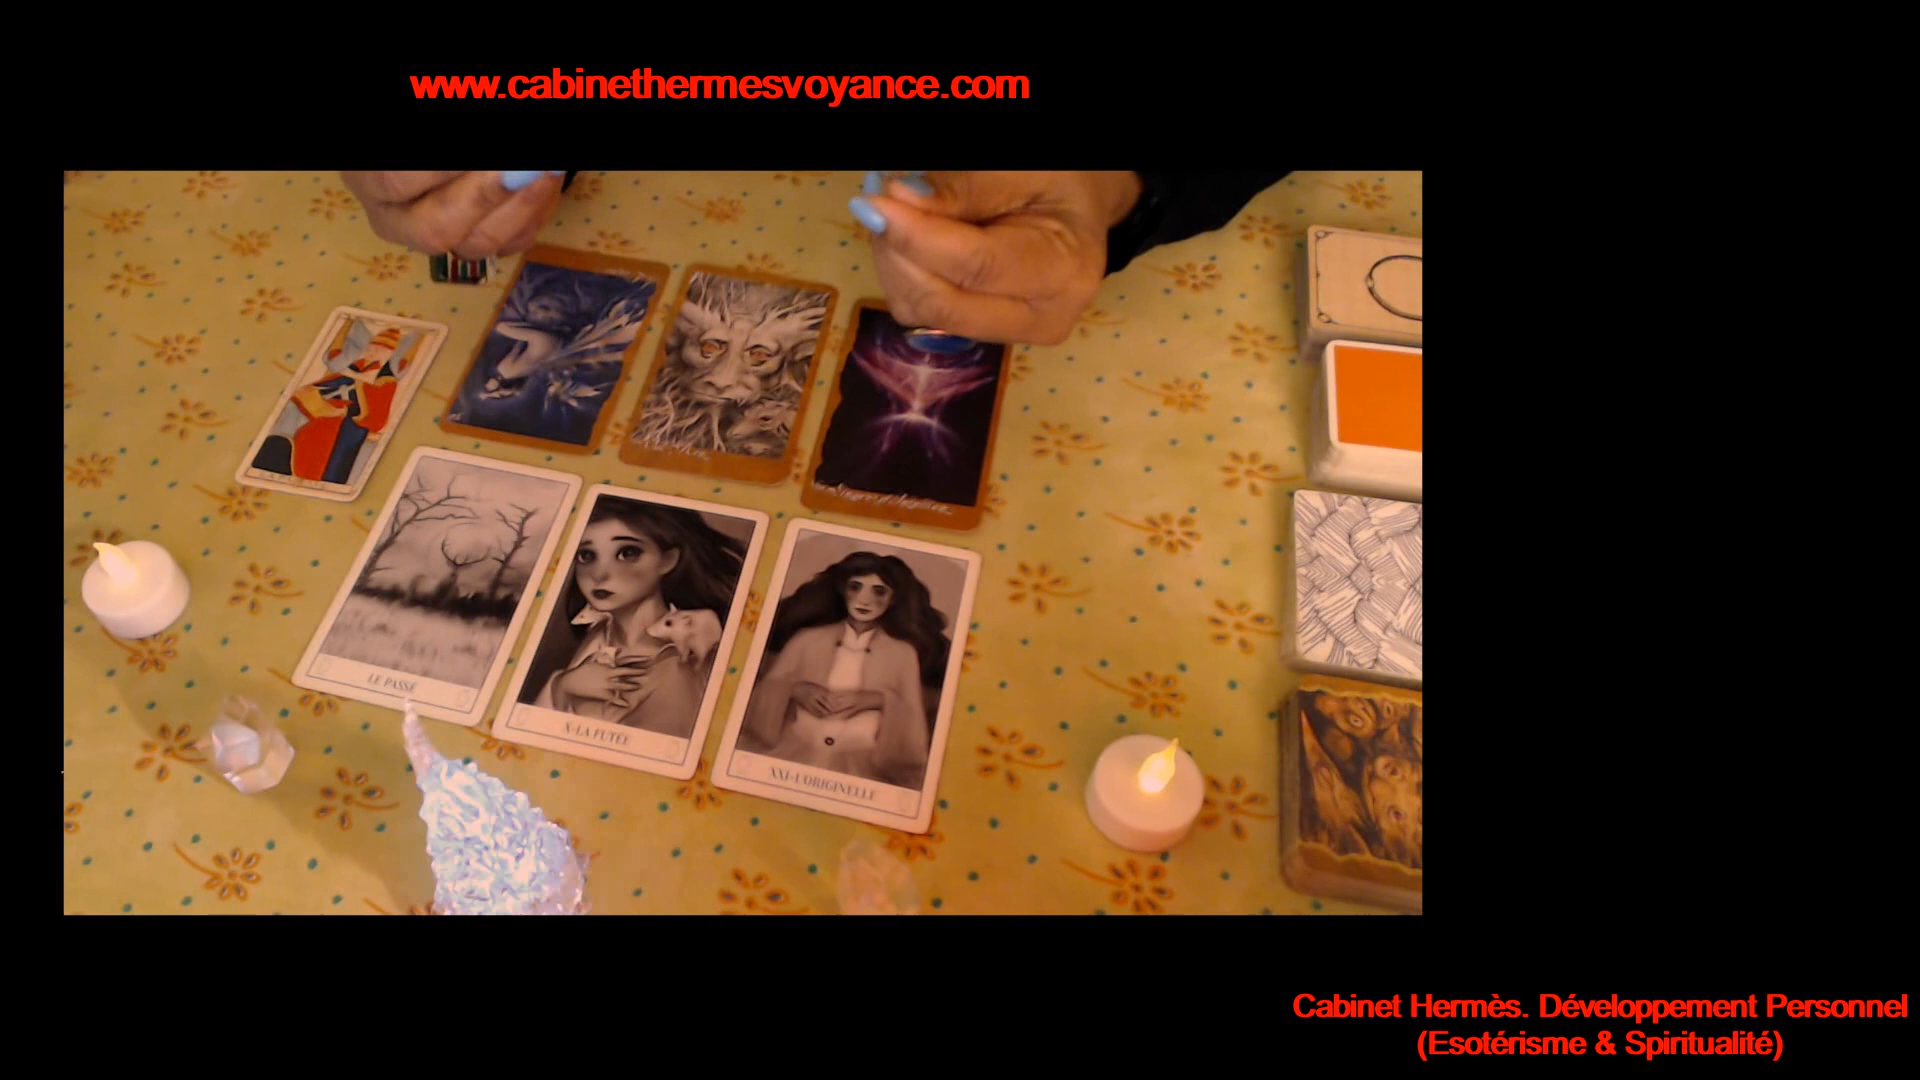 www.cabinethermesvoyance.com
LE PASSÉ
X-LA FUTÉE
XXI-L'ORIGINELLE
Cabinet Hermès. Développement Personnel
(Esotérisme & Spiritualité)